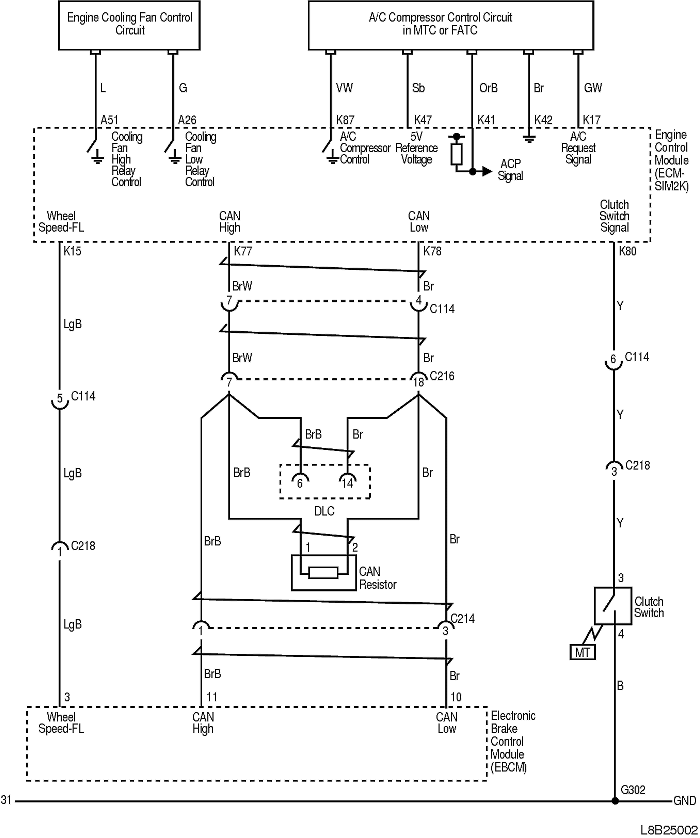 Engine Cooling Fan Control
Circuit
A/C Compressor Control Circuit
in MTC or FATC
L
G
VW
Sb
OrB
Br
GW
A51
A26
K87
K47
K41
K42
K17
Cooling
Fan
High
Relay
Control
Cooling
Fan
Low
Relay
Control
A/C
Compressor
Control
5V
Reference
Voltage
ACP
Signal
A/C
Request
Signal
Engine
Control
Module
(ECM-
SIM2K)
Wheel
Speed-FL
CAN
High
CAN
Low
Clutch
Switch
Signal
K15
K77
K78
K80
BrW
Br
7
4
C114
LgB
Y
BrW
Br
6
C114
7
18
C216
5
C114
Y
BrB
Br
3
C218
LgB
BrB
Br
6
14
DLC
Y
C218
1
BrB
Br
1
2
CAN
Resistor
3
Clutch
Switch
4
MT
LgB
1
3
C214
BrB
Br
B
3
11
10
Wheel
Speed-FL
CAN
High
CAN
Low
Electronic
Brake
Control
Module
(EBCM)
G302
31
GND
L8B25002